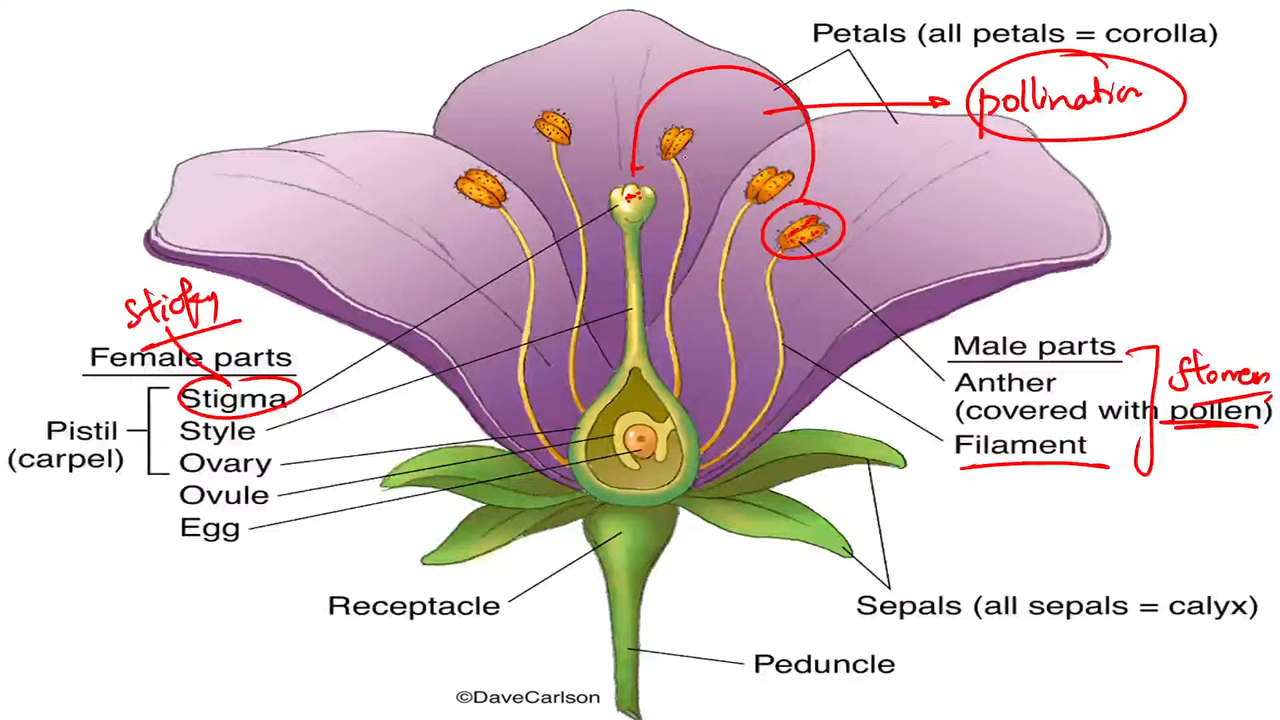 Petals (all petals = corolla)
pollination
sticky
Female parts
Stigma
Style
Pistil
(carpel)
Ovary
Ovule
Egg
Male parts
Anther
(covered with pollen)
Filament
stamen
Receptacle
Sepals (all sepals = calyx)
Peduncle
©DaveCarlson